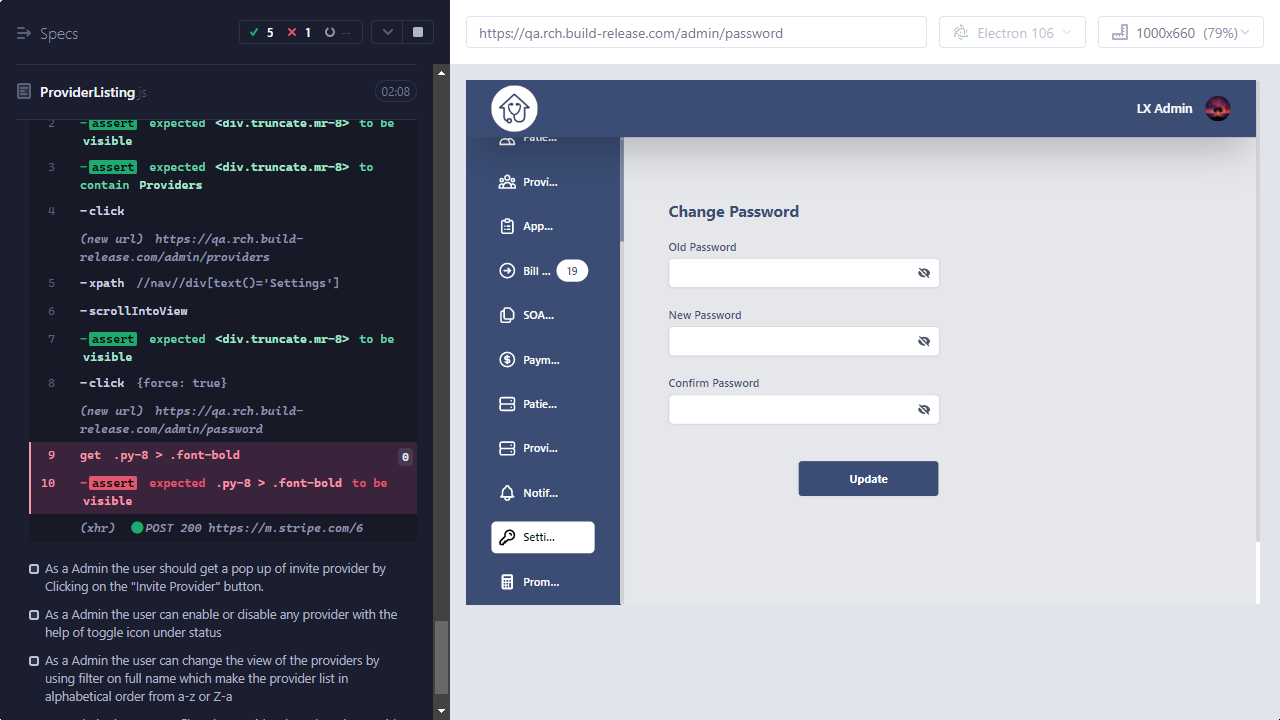 Specs
5
1
--
https://qa.rch.build-release.com/admin/password
Electron 106
1000x660 (79%)
ProviderListing.js
02:08
2 -assert expected <div.truncate.mr-8> to be
visible
3 -assert expected <div.truncate.mr-8> to
contain Providers
4 -click
(new url) https://qa.rch.build-
release.com/admin/providers
5 -xpath //nav//div[text()='Settings']
6 -scrollIntoView
7 -assert expected <div.truncate.mr-8> to be
visible
8 -click {force: true}
(new url) https://qa.rch.build-
release.com/admin/password
9 get .py-8 > .font-bold 0
10 -assert expected .py-8 > .font-bold to be
visible
(xhr) POST 200 https://m.stripe.com/6
As a Admin the user should get a pop up of invite provider by
Clicking on the "Invite Provider" button.
As a Admin the user can enable or disable any provider with the
help of toggle icon under status
As a Admin the user can change the view of the providers by
using filter on full name which make the provider list in
alphabetical order from a-z or Z-a
LX Admin
Patie...
Provi...
App...
Bill ... 19
SOA...
Paym...
Patie...
Provi...
Notif...
Setti...
Prom...
Change Password
Old Password
New Password
Confirm Password
Update